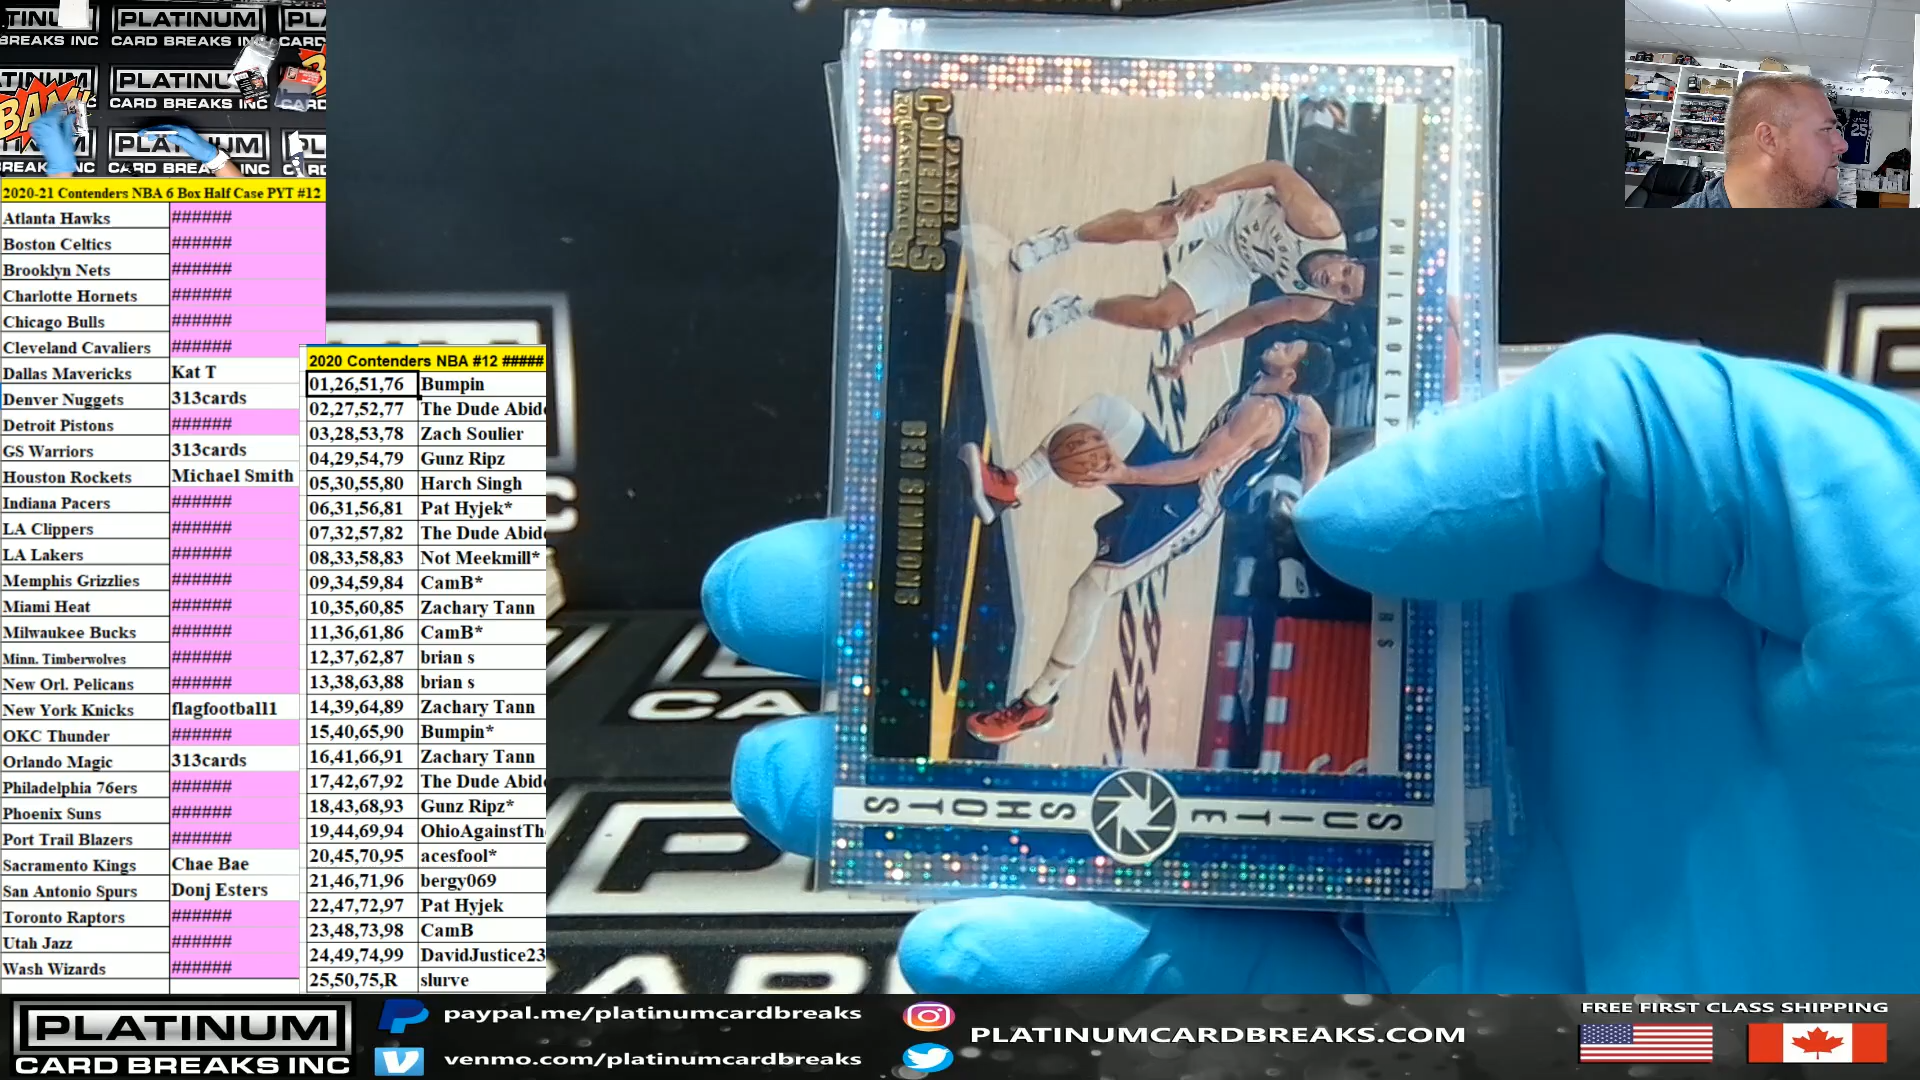 PLATINUM
CARD BREAKS INC
BAM
2020-21 Contenders NBA 6 Box Half Case PYT #12
Atlanta Hawks ######
Boston Celtics ######
Brooklyn Nets ######
Charlotte Hornets ######
Chicago Bulls ######
Cleveland Cavaliers ######
Dallas Mavericks Kat T
Denver Nuggets 313cards
Detroit Pistons ######
GS Warriors 313cards
Houston Rockets Michael Smith
Indiana Pacers ######
LA Clippers ######
LA Lakers ######
Memphis Grizzlies ######
Miami Heat ######
Milwaukee Bucks ######
Minn. Timberwolves ######
New Orl. Pelicans ######
New York Knicks flagfootball1
OKC Thunder ######
Orlando Magic 313cards
Philadelphia 76ers ######
Phoenix Suns ######
Port Trail Blazers ######
Sacramento Kings Chae Bae
San Antonio Spurs Donj Esters
Toronto Raptors ######
Utah Jazz ######
Wash Wizards ######
2020 Contenders NBA #12 #####
01,26,51,76 Bumpin
02,27,52,77 The Dude Abide
03,28,53,78 Zach Soulier
04,29,54,79 Gunz Ripz
05,30,55,80 Harch Singh
06,31,56,81 Pat Hyjek*
07,32,57,82 The Dude Abide
08,33,58,83 Not Meekmill*
09,34,59,84 CamB*
10,35,60,85 Zachary Tann
11,36,61,86 CamB*
12,37,62,87 brian s
13,38,63,88 brian s
14,39,64,89 Zachary Tann
15,40,65,90 Bumpin*
16,41,66,91 Zachary Tann
17,42,67,92 The Dude Abide
18,43,68,93 Gunz Ripz*
19,44,69,94 OhioAgainstThe
20,45,70,95 acesfool*
21,46,71,96 bergy069
22,47,72,97 Pat Hyjek
23,48,73,98 CamB
24,49,74,99 DavidJustice23
25,50,75,R slurve
PANINI
CONTENDERS
BEN SIMMONS
PHILADELP
RS
SUITE SHOTS
25
PLATINUM
CARD BREAKS INC
paypal.me/platinumcardbreaks
venmo.com/platinumcardbreaks
PLATINUMCARDBREAKS.COM
FREE FIRST CLASS SHIPPING